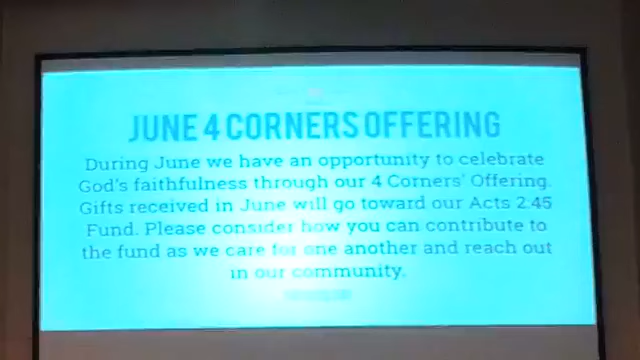 JUNE 4 CORNERS OFFERING
During June we have an opportunity to celebrate
God's faithfulness through our 4 Corners' Offering.
Gifts received in June will go toward our Acts 2:45
Fund. Please consider how you can contribute to
the fund as we care for one another and reach out
in our community.